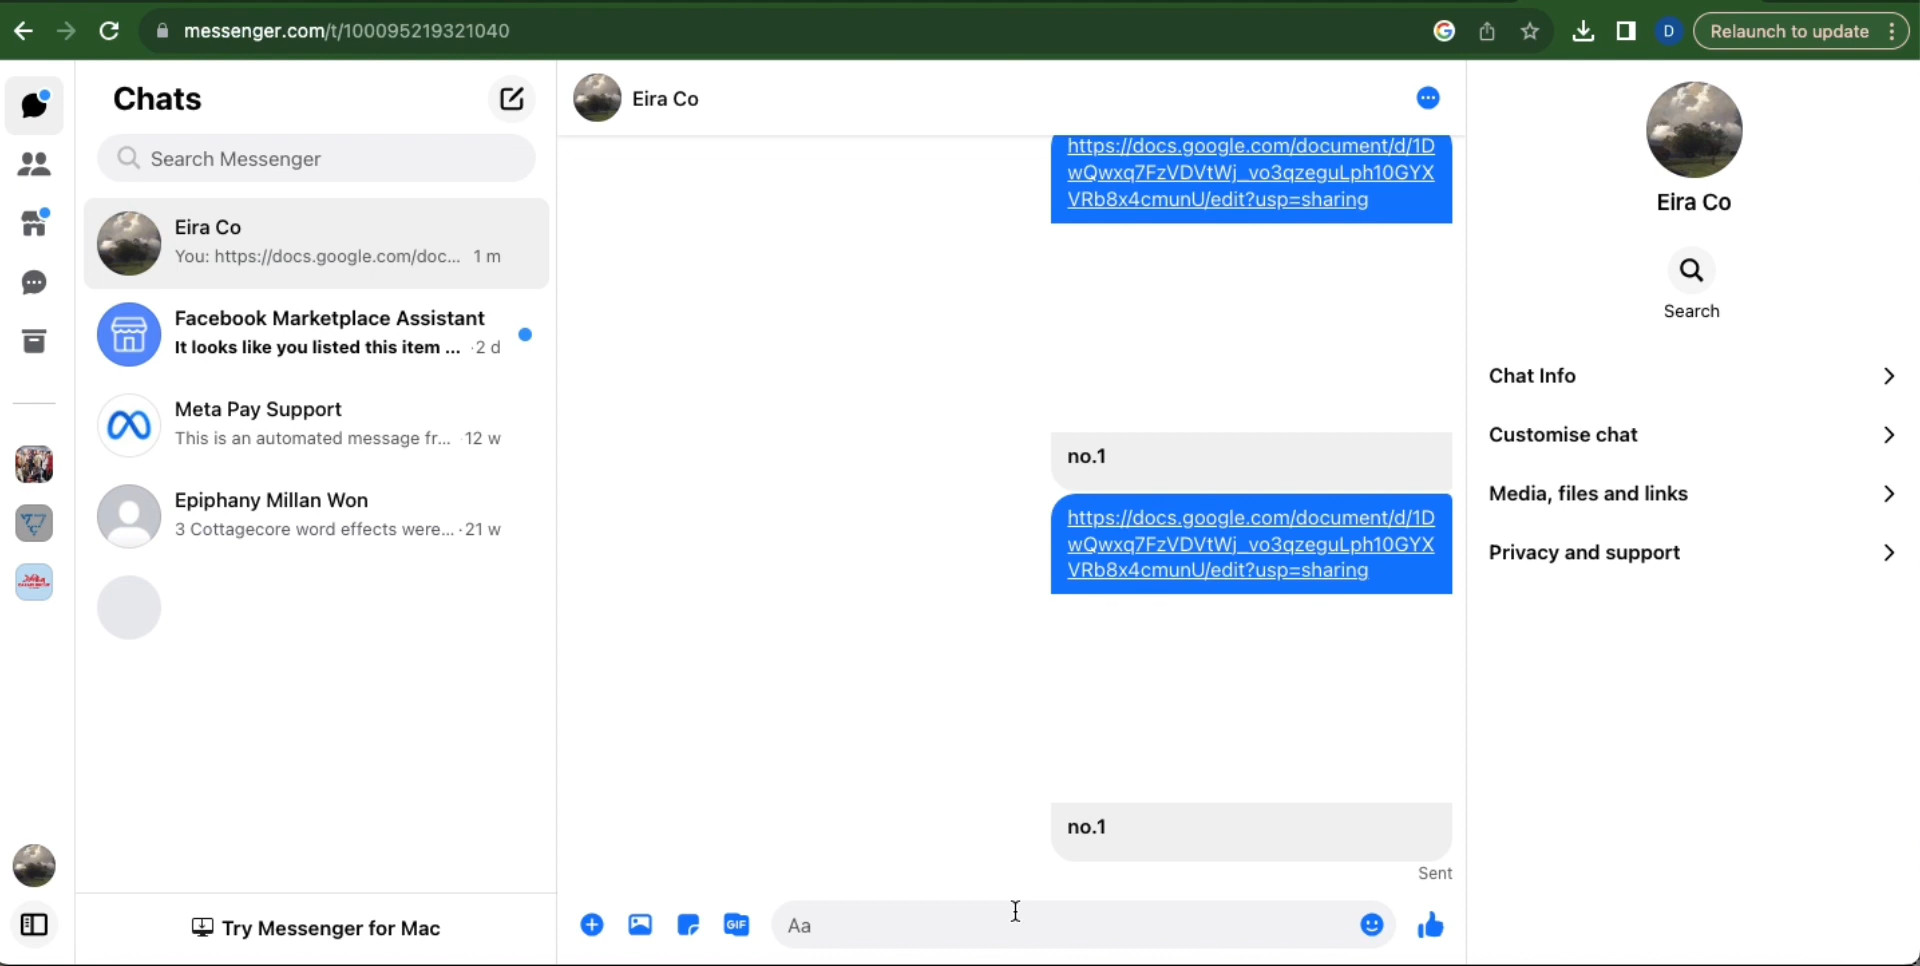 messenger.com/t/100095219321040
D
Relaunch to update
Chats
Search Messenger
Eira Co
You: https://docs.google.com/doc... 1 m
Facebook Marketplace Assistant
It looks like you listed this item ... ·2 d
Meta Pay Support
This is an automated message fr... ·12 w
Epiphany Millan Won
3 Cottagecore word effects were... ·21 w
Try Messenger for Mac
Eira Co
https://docs.google.com/document/d/1D
wQwxq7FzVDVtWj_vo3qzeguLph10GYX
VRb8x4cmunU/edit?usp=sharing
no.1
https://docs.google.com/document/d/1D
wQwxq7FzVDVtWj_vo3qzeguLph10GYX
VRb8x4cmunU/edit?usp=sharing
no.1
Sent
GIF
Aa
Eira Co
Search
Chat Info
Customise chat
Media, files and links
Privacy and support